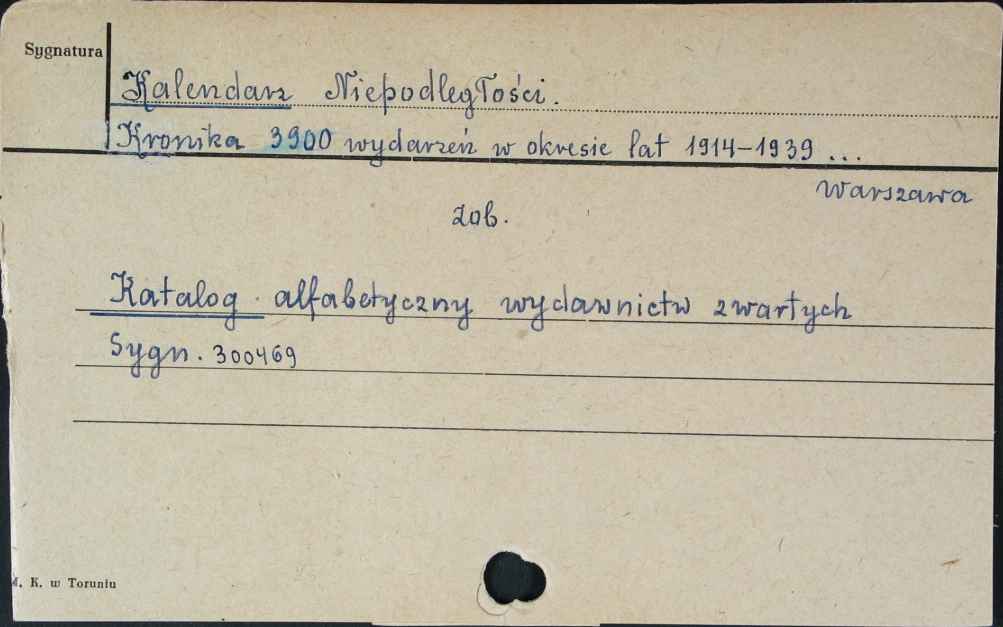 Sygnatura
Kalendarz Niepodległości.
Kronika 3900 wydarzeń w okresie lat 1914-1939 ...
Warszawa
zob.
Katalog alfabetyczny wydawnictw zwartych
Sygn. 300469
K. w Toruniu